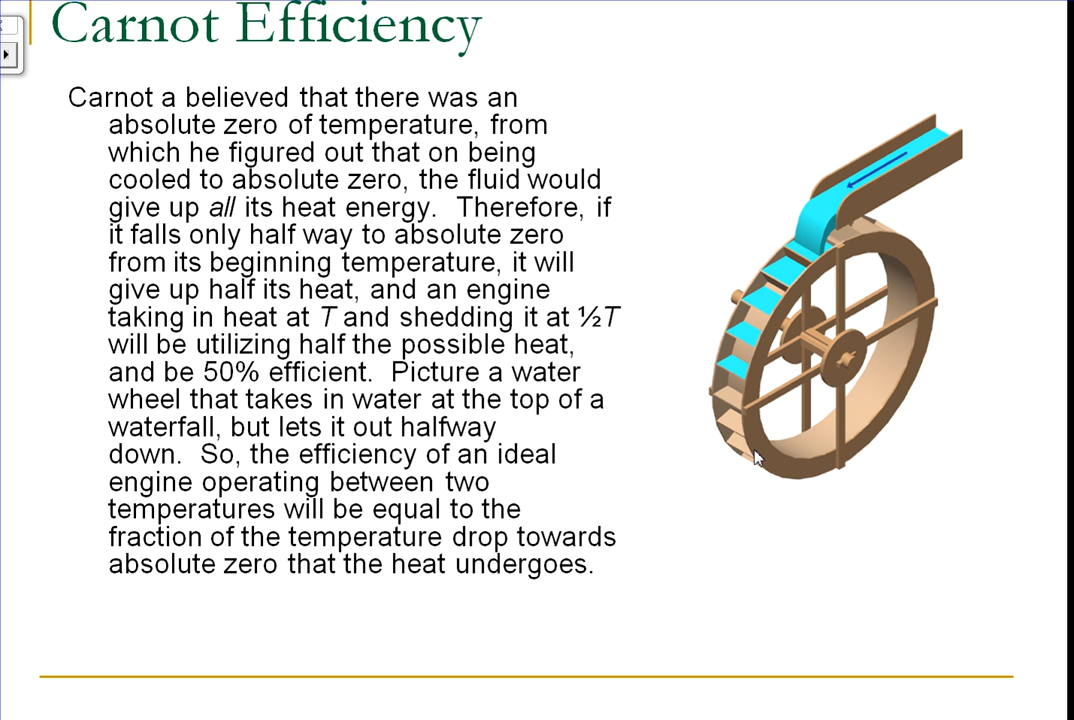 Carnot Efficiency
Carnot a believed that there was an
absolute zero of temperature, from
which he figured out that on being
cooled to absolute zero, the fluid would
give up all its heat energy.  Therefore, if
it falls only half way to absolute zero
from its beginning temperature, it will
give up half its heat, and an engine
taking in heat at T and shedding it at ½T
will be utilizing half the possible heat,
and be 50% efficient.  Picture a water
wheel that takes in water at the top of a
waterfall, but lets it out halfway
down.  So, the efficiency of an ideal
engine operating between two
temperatures will be equal to the
fraction of the temperature drop towards
absolute zero that the heat undergoes.